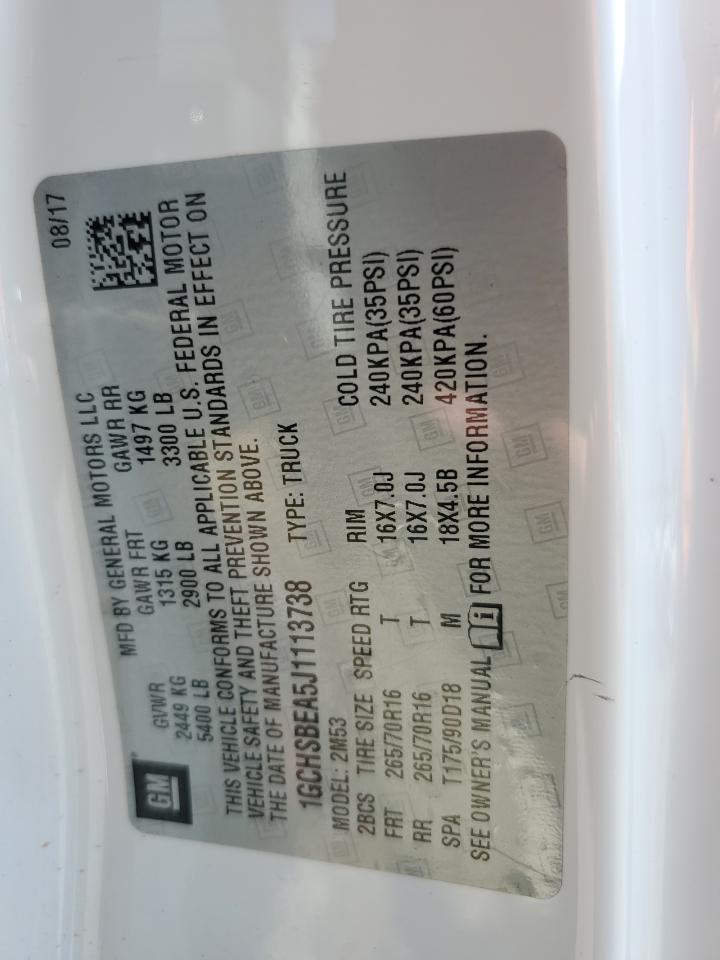 08/17
GM
MFD BY GENERAL MOTORS LLC
GVWR GAWR FRT GAWR RR
2449 KG 1315 KG 1497 KG
5400 LB 2900 LB 3300 LB
THIS VEHICLE CONFORMS TO ALL APPLICABLE U.S. FEDERAL MOTOR
VEHICLE SAFETY AND THEFT PREVENTION STANDARDS IN EFFECT ON
THE DATE OF MANUFACTURE SHOWN ABOVE.
1GCHSBEA5J1113738 TYPE: TRUCK
MODEL: 2M53
2BCS TIRE SIZE SPEED RTG RIM COLD TIRE PRESSURE
FRT 265/70R16 T 16X7.0J 240KPA(35PSI)
RR 265/70R16 T 16X7.0J 240KPA(35PSI)
SPA T175/90D18 M 18X4.5B 420KPA(60PSI)
SEE OWNER'S MANUAL i FOR MORE INFORMATION.